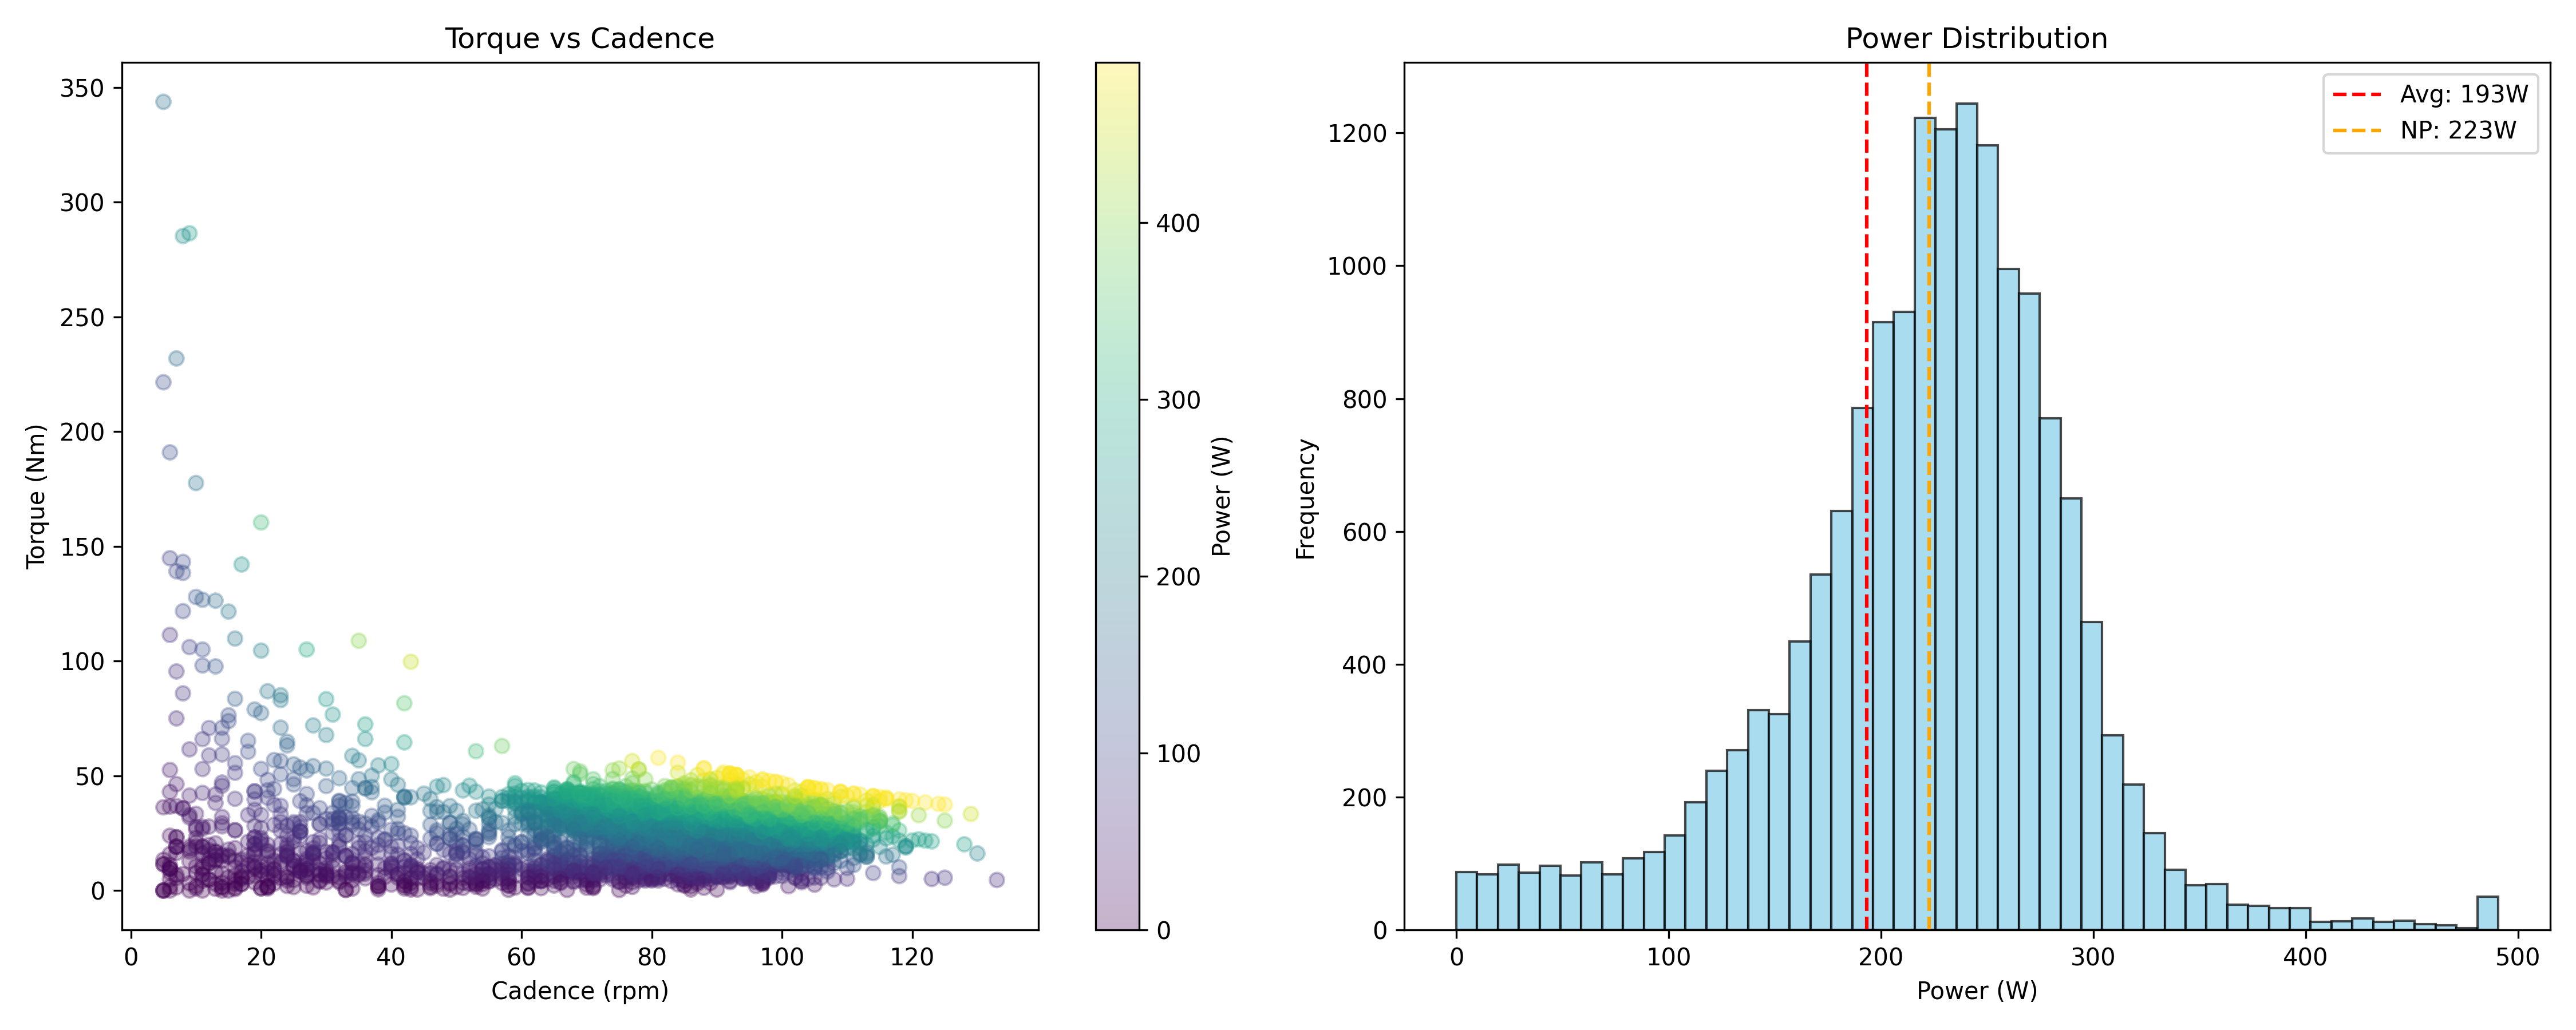 Torque vs Cadence
350
300
250
200
150
100
50
0
Torque (Nm)
0 20 40 60 80 100 120
Cadence (rpm)
400
300
200
100
0
Power (W)
Power Distribution
Avg: 193W
NP: 223W
1200
1000
800
600
400
200
0
Frequency
0 100 200 300 400 500
Power (W)